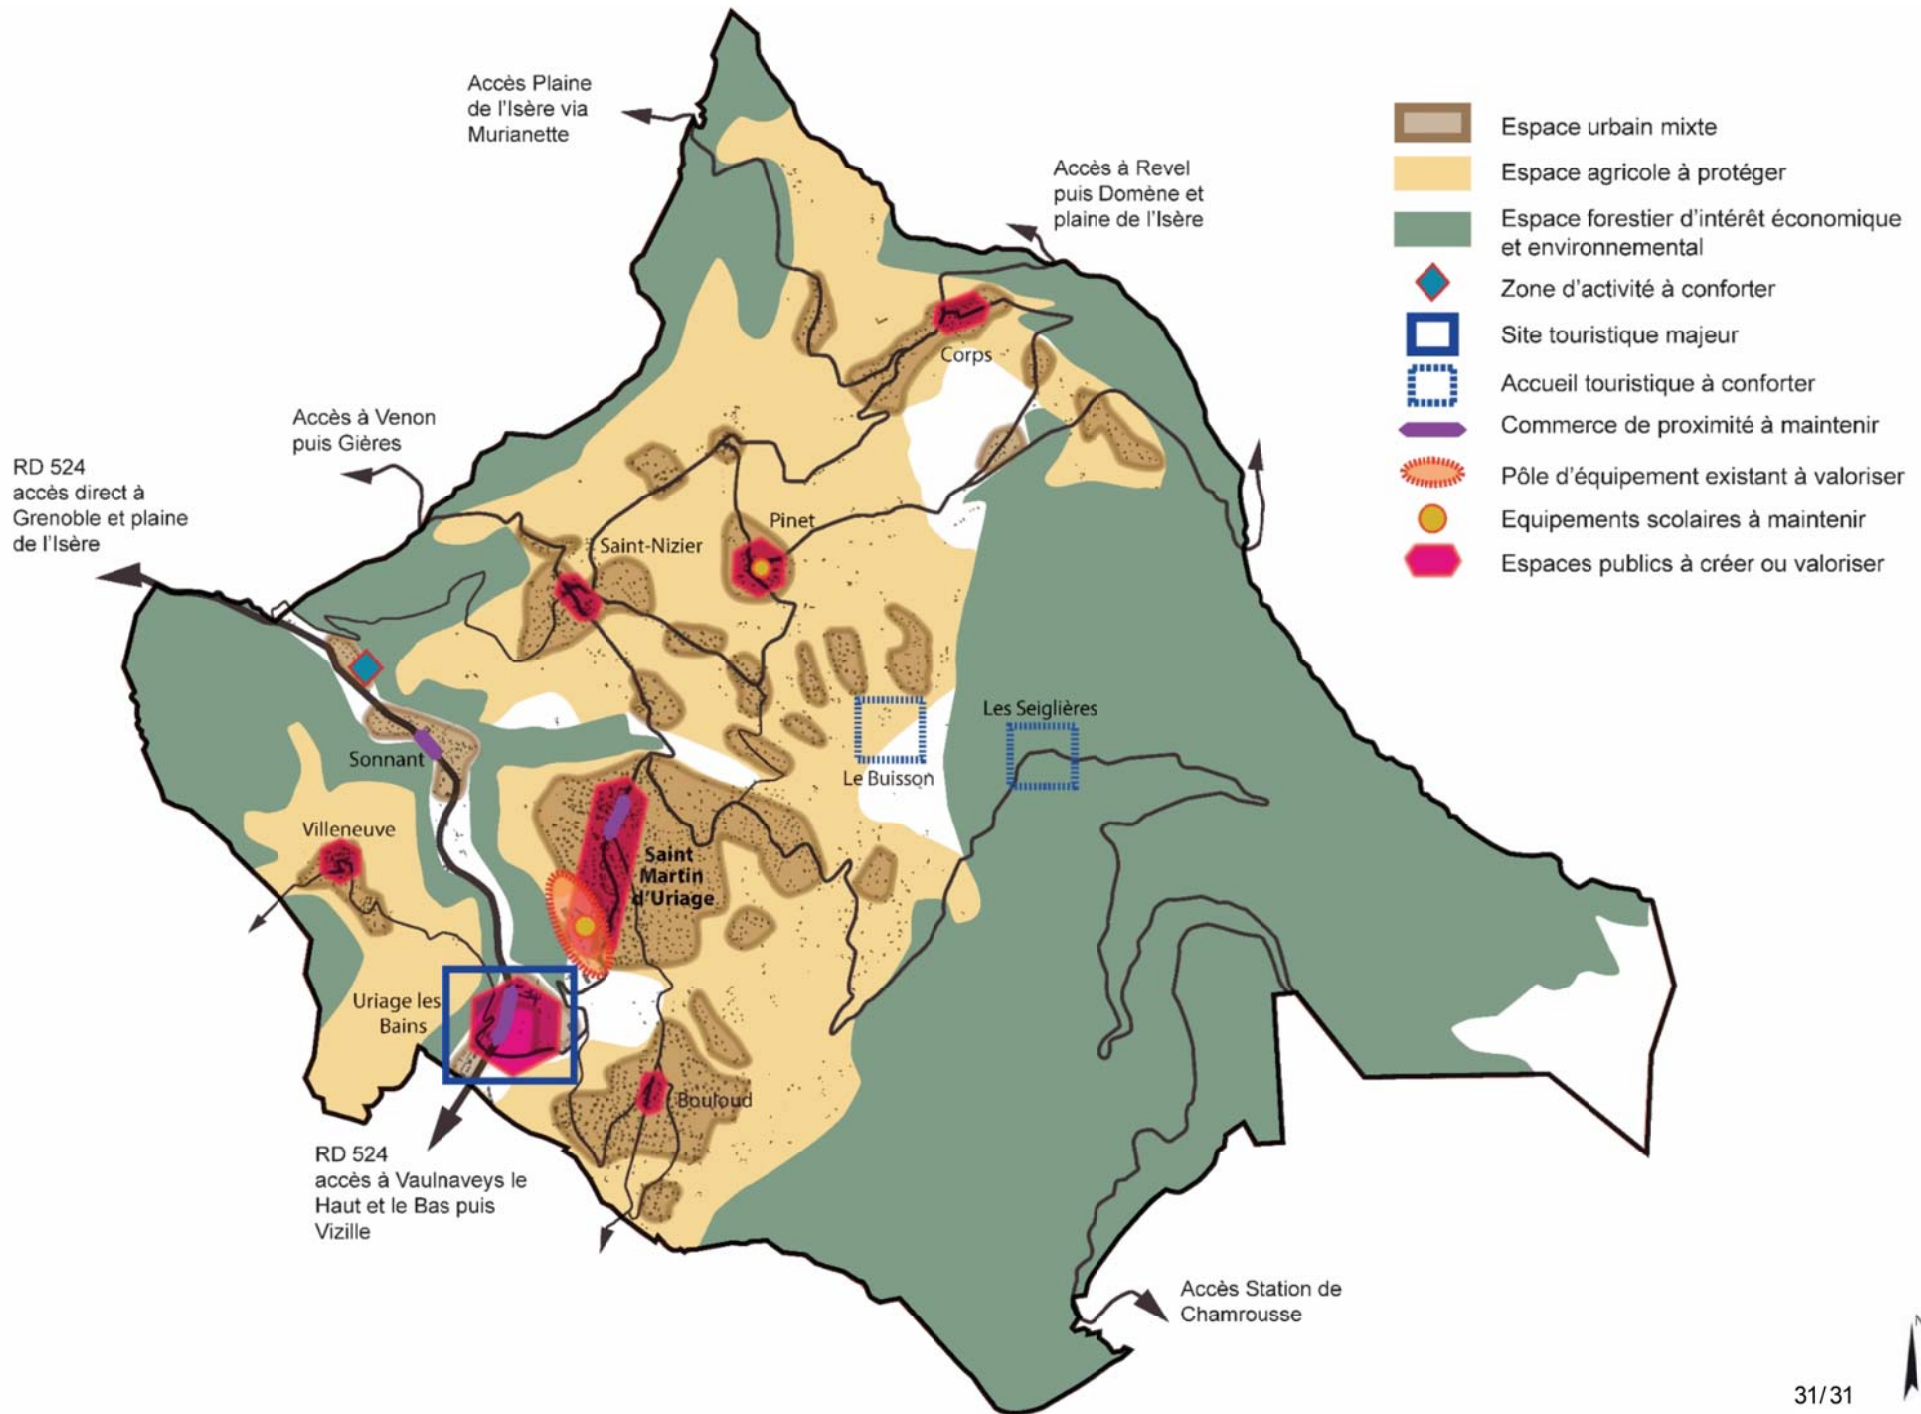 Accès Plaine
de l'Isère via
Murianette
Accès à Revel
puis Domène et
plaine de l'Isère
Accès à Venon
puis Gières
RD 524
accès direct à
Grenoble et plaine
de l'Isère
Corps
Pinet
Saint-Nizier
Les Seiglières
Sonnant
Le Buisson
Villeneuve
Saint
Martin
d'Uriage
Uriage les
Bains
Bouloud
RD 524
accès à Vaulnaveys le
Haut et le Bas puis
Vizille
Accès Station de
Chamrousse
Espace urbain mixte
Espace agricole à protéger
Espace forestier d'intérêt économique
et environnemental
Zone d'activité à conforter
Site touristique majeur
Accueil touristique à conforter
Commerce de proximité à maintenir
Pôle d'équipement existant à valoriser
Equipements scolaires à maintenir
Espaces publics à créer ou valoriser
N
31/31